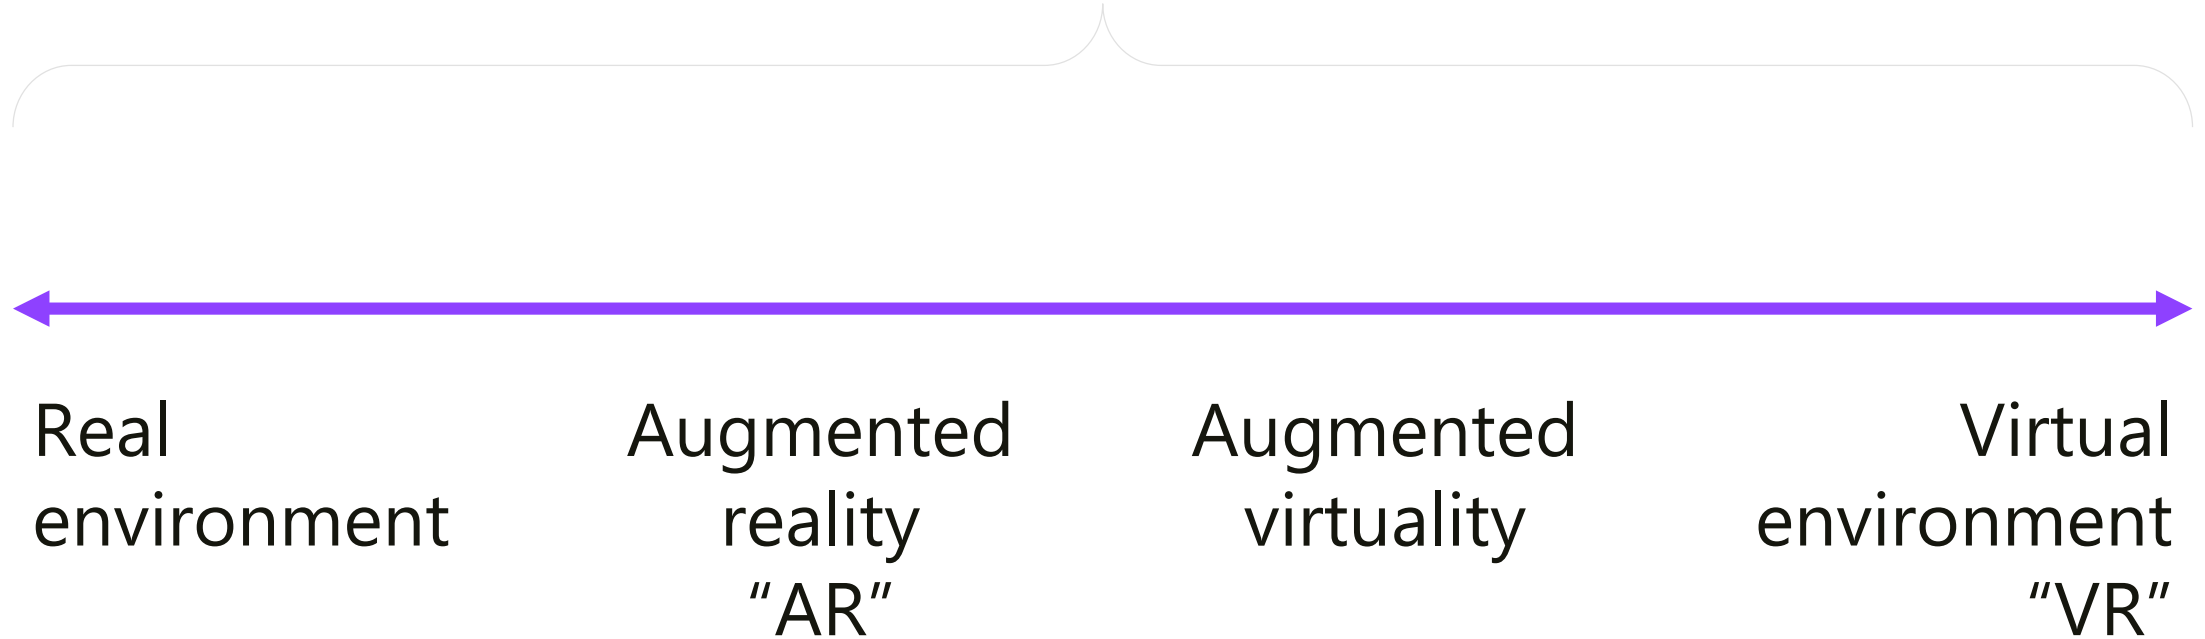 Real
environment
Augmented
reality
“AR”
Augmented
virtuality
Virtual
environment
“VR”